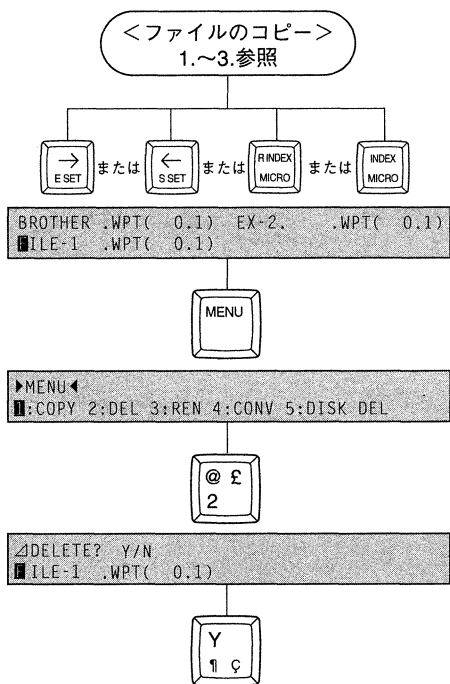 ＜ファイルのコピー＞
1.～3.参照
→ E SET または ← S SET または R INDEX MICRO または INDEX MICRO
BROTHER .WPT( 0.1) EX-2. .WPT( 0.1)
FILE-1 .WPT( 0.1)
MENU
▶MENU◀
1:COPY 2:DEL 3:REN 4:CONV 5:DISK DEL
@ £
2
⊿DELETE? Y/N
FILE-1 .WPT( 0.1)
Y
¶ Ç